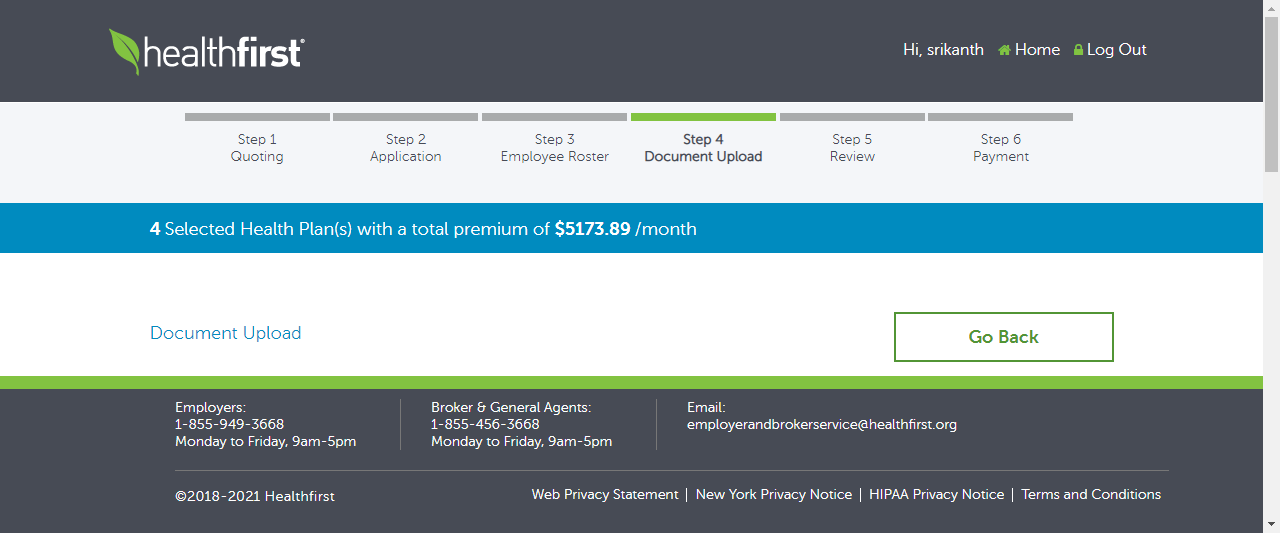 healthfirst®
Hi, srikanth Home Log Out
Step 1
Quoting
Step 2
Application
Step 3
Employee Roster
Step 4
Document Upload
Step 5
Review
Step 6
Payment
4 Selected Health Plan(s) with a total premium of $5173.89 /month
Document Upload
Go Back
Employers:
1-855-949-3668
Monday to Friday, 9am-5pm
Broker & General Agents:
1-855-456-3668
Monday to Friday, 9am-5pm
Email:
employerandbrokerservice@healthfirst.org
©2018-2021 Healthfirst
Web Privacy Statement | New York Privacy Notice | HIPAA Privacy Notice | Terms and Conditions